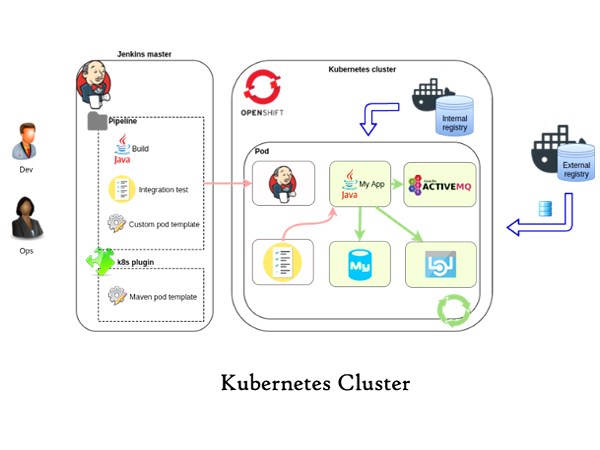 Jenkins master
Pipeline
Build
Java
Integration test
Custom pod template
k8s plugin
Maven pod template
Dev
Ops
Kubernetes cluster
OPENSHIFT
Internal
registry
External
registry
Pod
My App
Java
ACTIVEMQ
My
Kubernetes Cluster